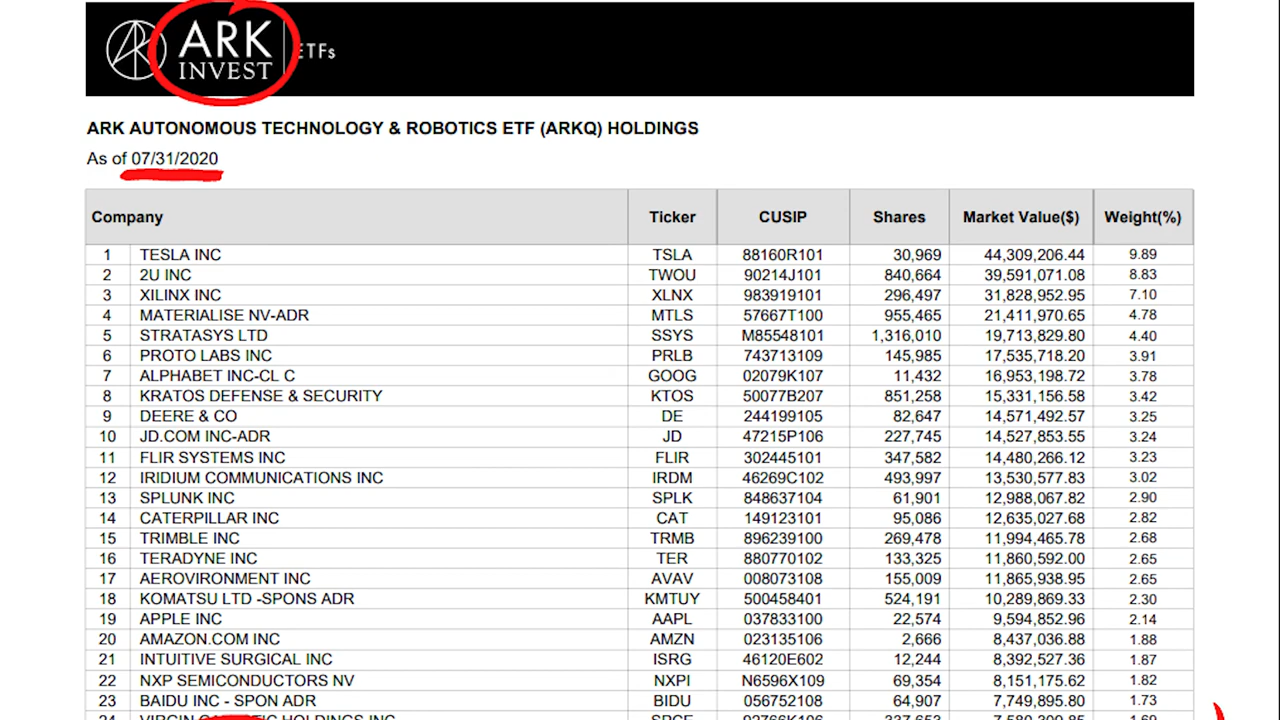 ARK
INVEST
ETFs
ARK AUTONOMOUS TECHNOLOGY & ROBOTICS ETF (ARKQ) HOLDINGS
As of 07/31/2020
Company Ticker CUSIP Shares Market Value($) Weight(%)
1 TESLA INC TSLA 88160R101 30,969 44,309,206.44 9.89
2 2U INC TWOU 90214J101 840,664 39,591,071.08 8.83
3 XILINX INC XLNX 983919101 296,497 31,828,952.95 7.10
4 MATERIALISE NV-ADR MTLS 57667T100 955,465 21,411,970.65 4.78
5 STRATASYS LTD SSYS M85548101 1,316,010 19,713,829.80 4.40
6 PROTO LABS INC PRLB 743713109 145,985 17,535,718.20 3.91
7 ALPHABET INC-CL C GOOG 02079K107 11,432 16,953,198.72 3.78
8 KRATOS DEFENSE & SECURITY KTOS 50077B207 851,258 15,331,156.58 3.42
9 DEERE & CO DE 244199105 82,647 14,571,492.57 3.25
10 JD.COM INC-ADR JD 47215P106 227,745 14,527,853.55 3.24
11 FLIR SYSTEMS INC FLIR 302445101 347,582 14,480,266.12 3.23
12 IRIDIUM COMMUNICATIONS INC IRDM 46269C102 493,997 13,530,577.83 3.02
13 SPLUNK INC SPLK 848637104 61,901 12,988,067.82 2.90
14 CATERPILLAR INC CAT 149123101 95,086 12,635,027.68 2.82
15 TRIMBLE INC TRMB 896239100 269,478 11,994,465.78 2.68
16 TERADYNE INC TER 880770102 133,325 11,860,592.00 2.65
17 AEROVIRONMENT INC AVAV 008073108 155,009 11,865,938.95 2.65
18 KOMATSU LTD -SPONS ADR KMTUY 500458401 524,191 10,289,869.33 2.30
19 APPLE INC AAPL 037833100 22,574 9,594,852.96 2.14
20 AMAZON.COM INC AMZN 023135106 2,666 8,437,036.88 1.88
21 INTUITIVE SURGICAL INC ISRG 46120E602 12,244 8,392,527.36 1.87
22 NXP SEMICONDUCTORS NV NXPI N6596X109 69,354 8,151,175.62 1.82
23 BAIDU INC - SPON ADR BIDU 056752108 64,907 7,749,895.80 1.73
24 VIRGIN HOLDINGS INC SPCE 92766K106 337,653